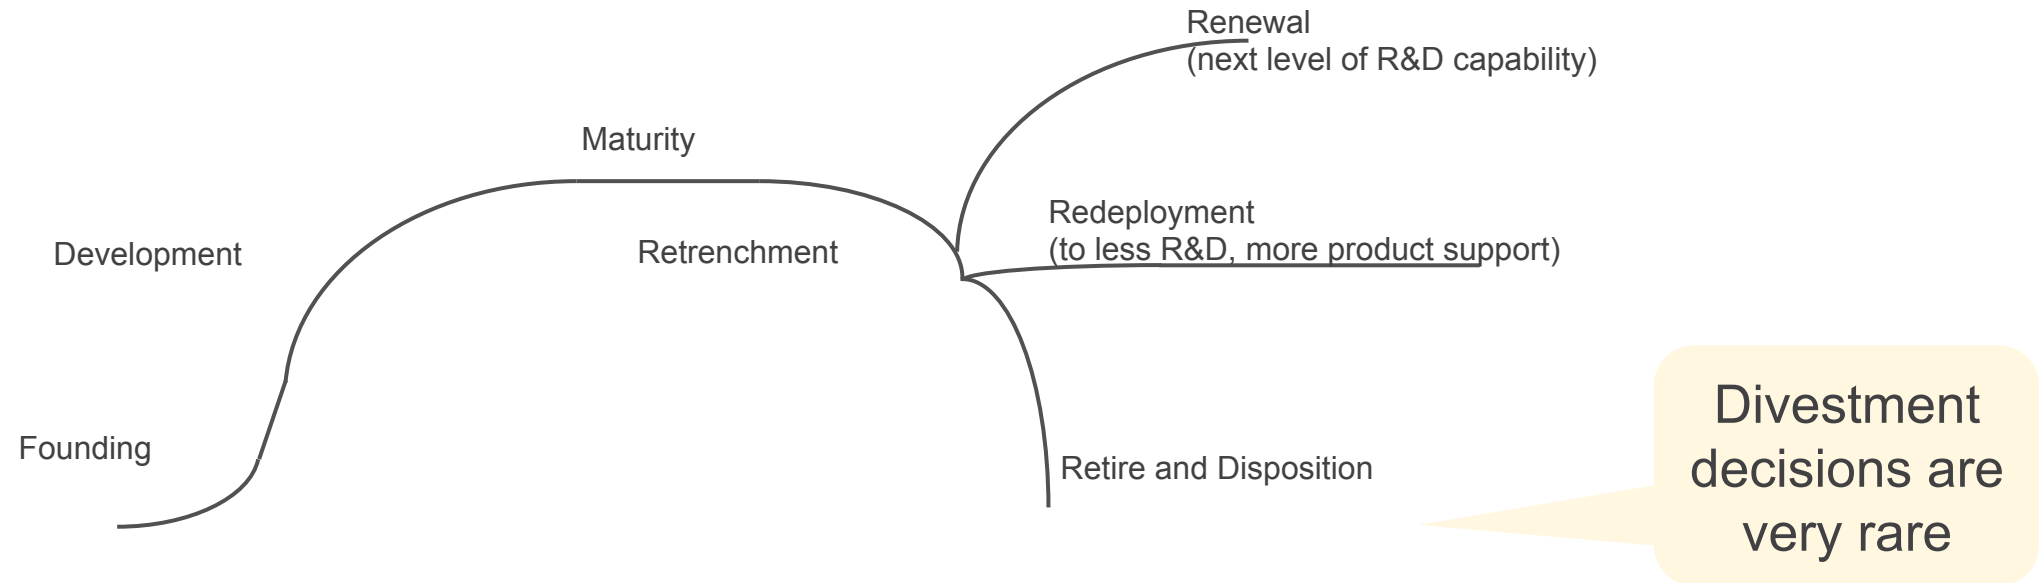 Renewal
(next level of R&D capability)
Maturity
Redeployment
(to less R&D, more product support)
Development
Retrenchment
Founding
Retire and Disposition
Divestment
decisions are
very rare